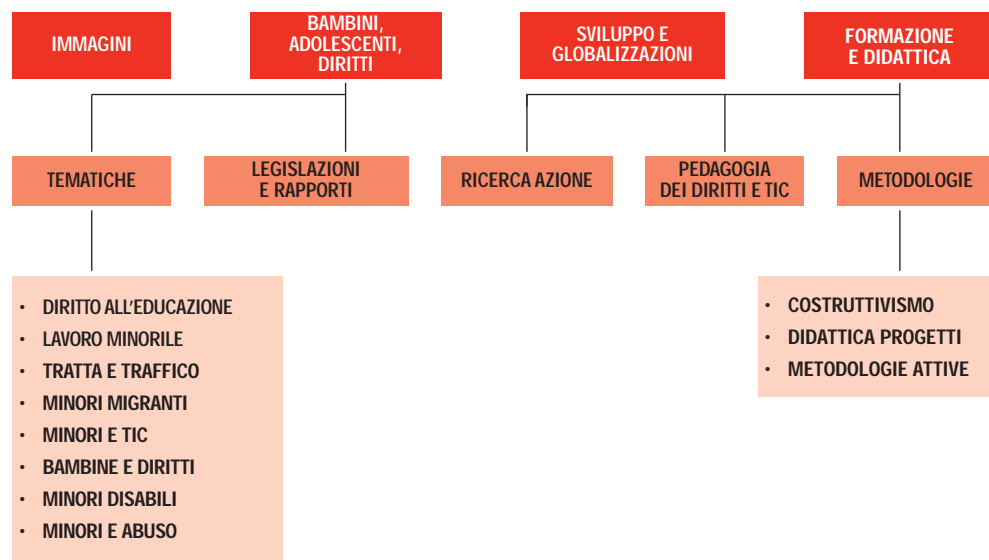 IMMAGINI
BAMBINI,
ADOLESCENTI,
DIRITTI
SVILUPPO E
GLOBALIZZAZIONI
FORMAZIONE
E DIDATTICA
TEMATICHE
LEGISLAZIONI
E RAPPORTI
RICERCA AZIONE
PEDAGOGIA
DEI DIRITTI E TIC
METODOLOGIE
• DIRITTO ALL'EDUCAZIONE
• LAVORO MINORILE
• TRATTA E TRAFFICO
• MINORI MIGRANTI
• MINORI E TIC
• BAMBINE E DIRITTI
• MINORI DISABILI
• MINORI E ABUSO
• COSTRUTTIVISMO
• DIDATTICA PROGETTI
• METODOLOGIE ATTIVE